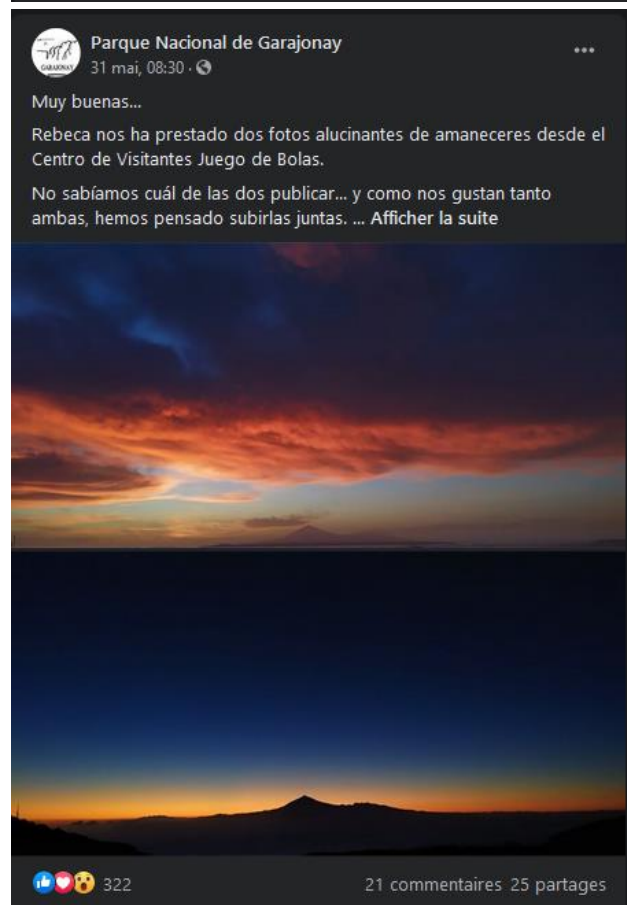 GARAJONAY
Parque Nacional de Garajonay
31 mai, 08:30 ·
Muy buenas...
Rebeca nos ha prestado dos fotos alucinantes de amaneceres desde el
Centro de Visitantes Juego de Bolas.
No sabíamos cuál de las dos publicar... y como nos gustan tanto
ambas, hemos pensado subirlas juntas. ... Afficher la suite
322
21 commentaires 25 partages